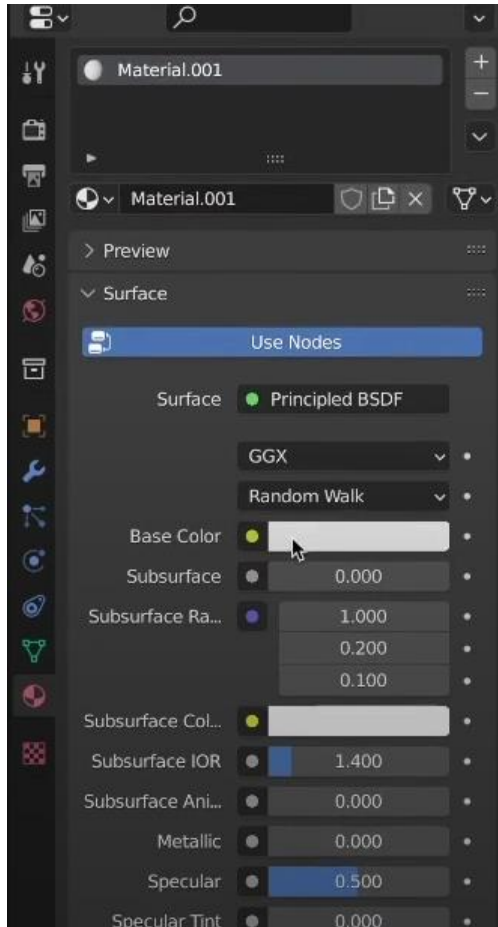 Material.001
Material.001
Preview
Surface
Use Nodes
Surface Principled BSDF
GGX
Random Walk
Base Color
Subsurface 0.000
Subsurface Ra... 1.000
0.200
0.100
Subsurface Col...
Subsurface IOR 1.400
Subsurface Ani... 0.000
Metallic 0.000
Specular 0.500
Specular Tint 0.000